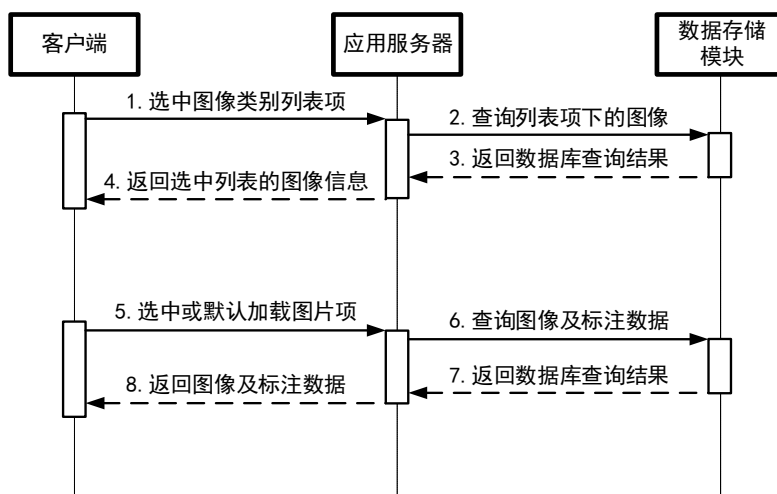 客户端
应用服务器
数据存储
模块
1. 选中图像类别列表项
2. 查询列表项下的图像
3. 返回数据库查询结果
4. 返回选中列表的图像信息
5. 选中或默认加载图片项
6. 查询图像及标注数据
7. 返回数据库查询结果
8. 返回图像及标注数据